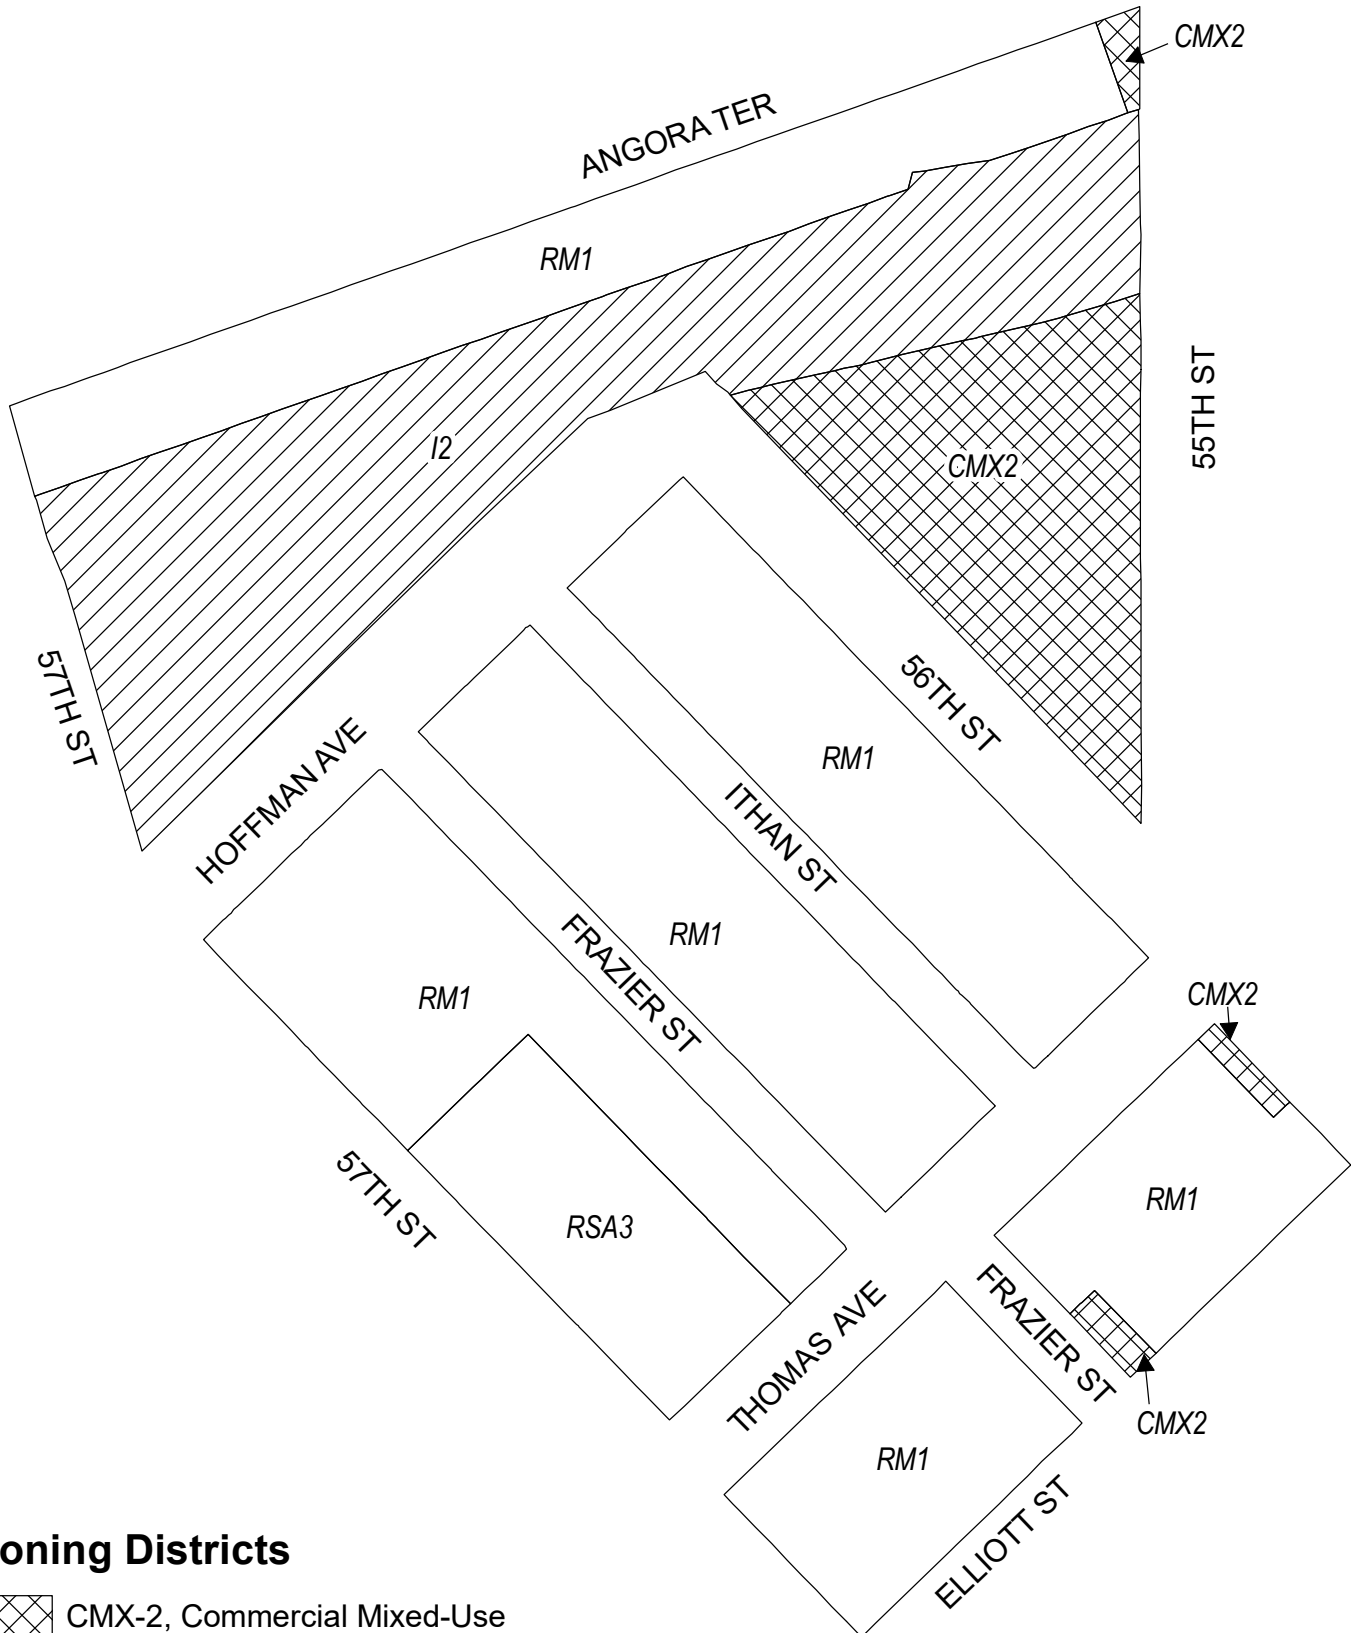 CMX2
ANGORA TER
RM1
55TH ST
I2
CMX2
57TH ST
56TH ST
HOFFMAN AVE
RM1
ITHAN ST
RM1
FRAZIER ST
RM1
CMX2
57TH ST
RSA3
RM1
FRAZIER ST
THOMAS AVE
CMX2
RM1
ELLIOTT ST
oning Districts
CMX-2, Commercial Mixed-Use